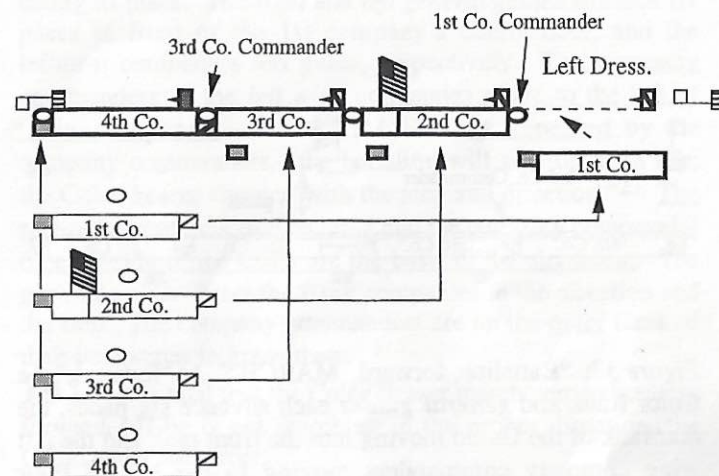 1st Co. Commander
3rd Co. Commander
Left Dress.
4th Co. 3rd Co. 2nd Co.
1st Co.
1st Co.
2nd Co.
3rd Co.
4th Co.